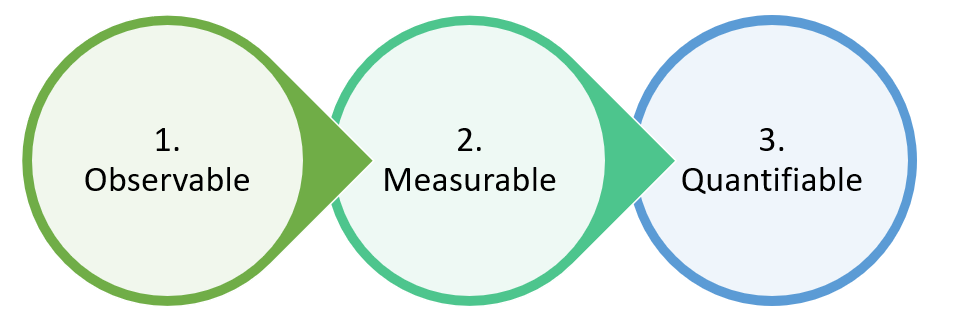 1.
Observable
2.
Measurable
3.
Quantifiable